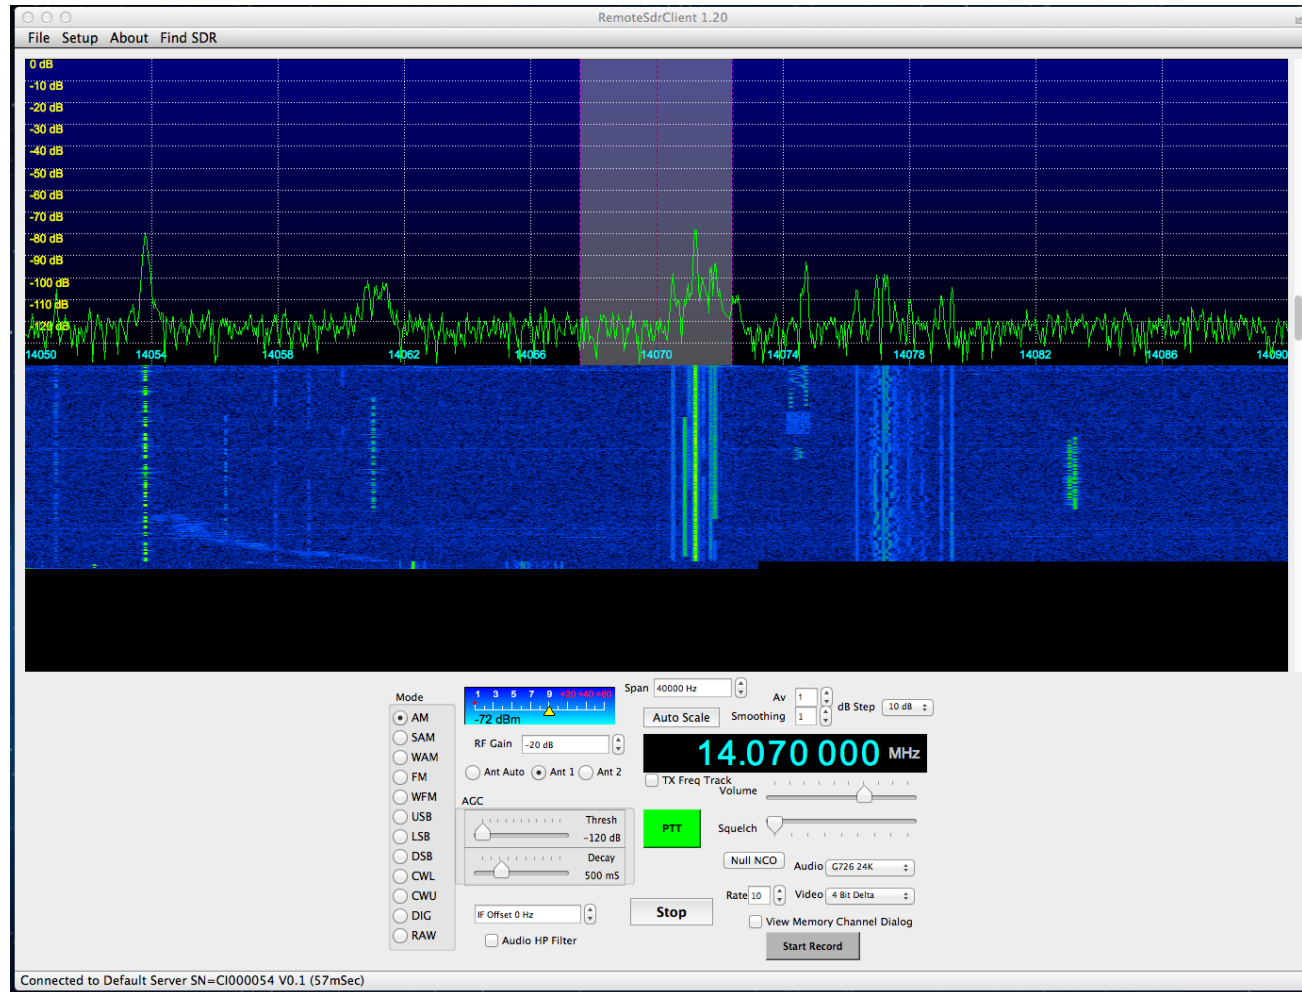 RemoteSdrClient 1.20
File Setup About Find SDR
0 dB
-10 dB
-20 dB
-30 dB
-40 dB
-50 dB
-60 dB
-70 dB
-80 dB
-90 dB
-100 dB
-110 dB
-120 dB
14050 14054 14058 14062 14066 14070 14074 14078 14082 14086 14090
Mode
AM
SAM
WAM
FM
WFM
USB
LSB
DSB
CWL
CWU
DIG
RAW
1 3 5 7 9 +20 +40 +60
-72 dBm
RF Gain -20 dB
Ant Auto Ant 1 Ant 2
AGC
Thresh
-120 dB
Decay
500 mS
IF Offset 0 Hz
Audio HP Filter
Span 40000 Hz
Av 1
Auto Scale Smoothing 1 dB Step 10 dB
14.070 000 MHz
TX Freq Track
Volume
PTT Squelch
Null NCO Audio G726 24K
Rate 10 Video 4 Bit Delta
Stop
View Memory Channel Dialog
Start Record
Connected to Default Server SN=CI000054 V0.1 (57mSec)